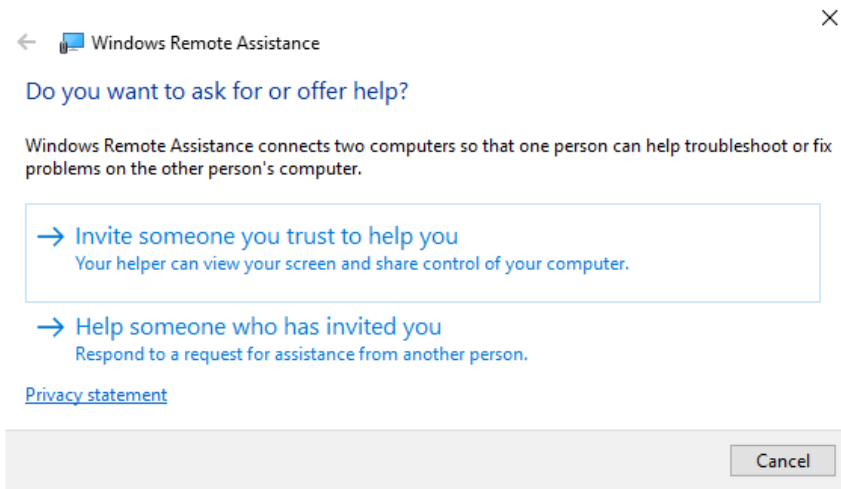 Windows Remote Assistance
Do you want to ask for or offer help?
Windows Remote Assistance connects two computers so that one person can help troubleshoot or fix
problems on the other person's computer.
Invite someone you trust to help you
Your helper can view your screen and share control of your computer.
Help someone who has invited you
Respond to a request for assistance from another person.
Privacy statement
Cancel